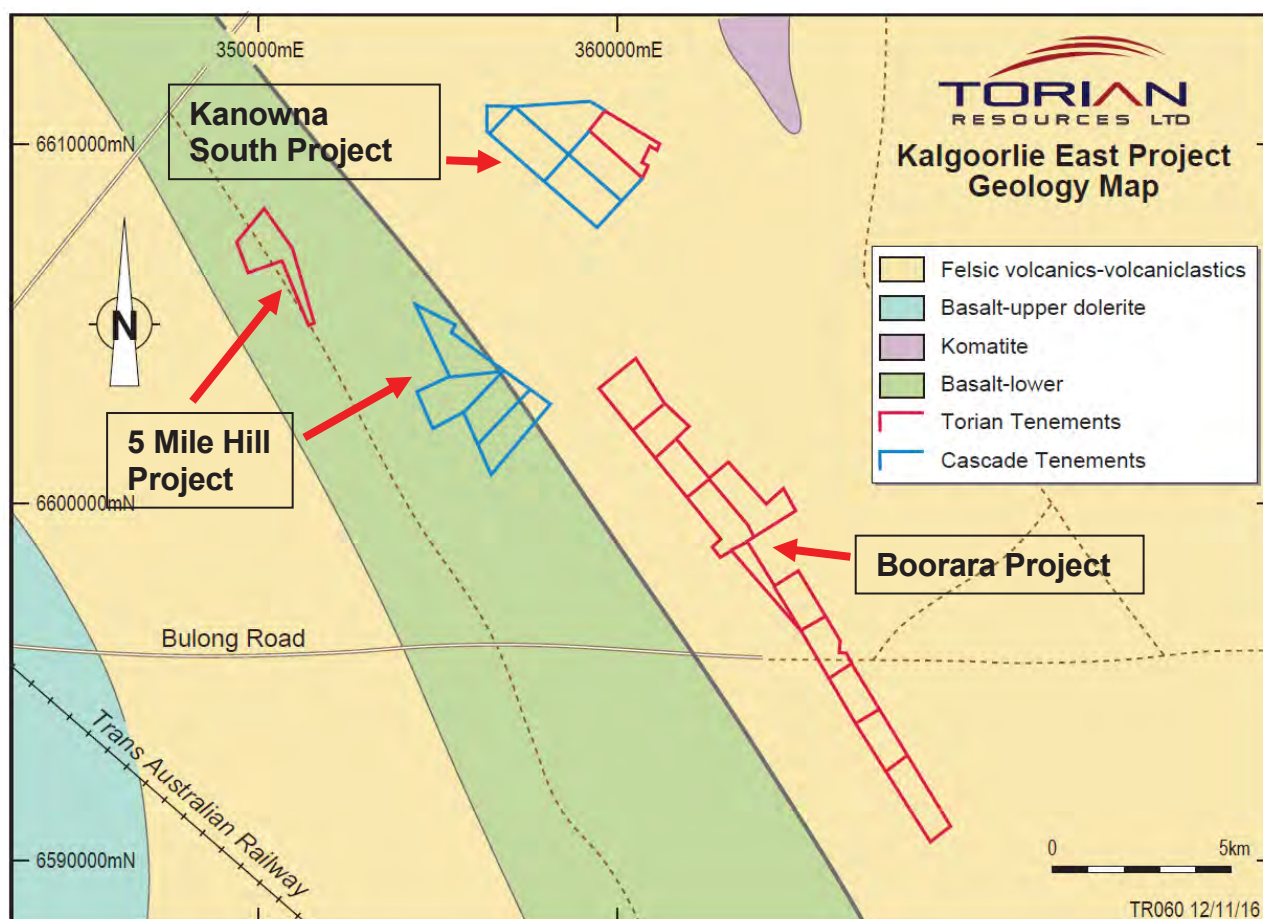 350000mE
360000mE
TORIAN
RESOURCES LTD
Kalgoorlie East Project
Geology Map
Kanowna
South Project
6610000mN
Felsic volcanics-volcaniclastics
Basalt-upper dolerite
Komatite
Basalt-lower
Torian Tenements
Cascade Tenements
N
5 Mile Hill
Project
6600000mN
Boorara Project
Bulong Road
Trans Australian Railway
6590000mN
0 5km
TR060 12/11/16